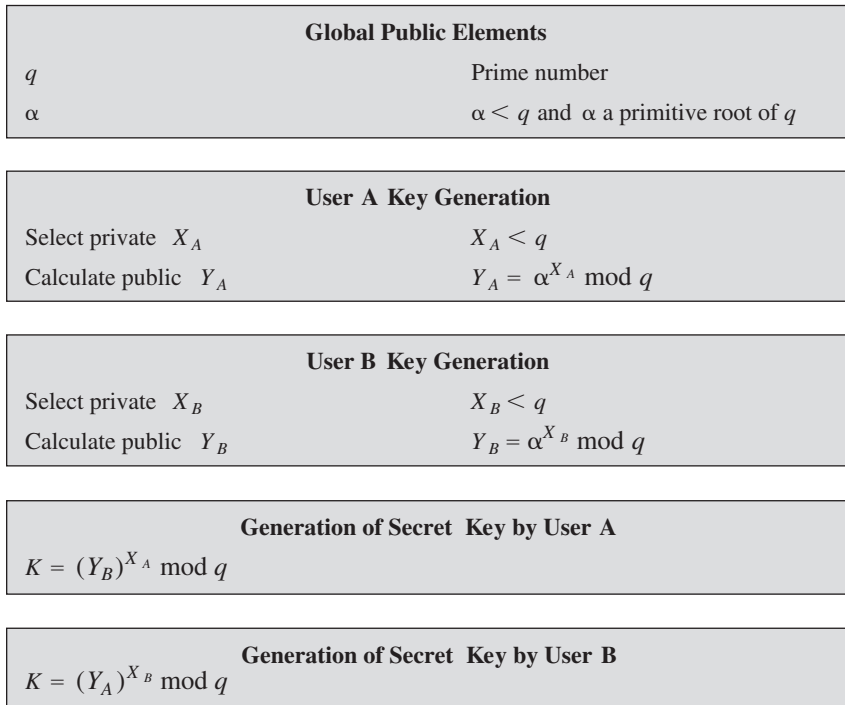 Global Public Elements
q Prime number
α α < q and α a primitive root of q
User A Key Generation
Select private X_A X_A < q
Calculate public Y_A Y_A = α^{X_A} mod q
User B Key Generation
Select private X_B X_B < q
Calculate public Y_B Y_B = α^{X_B} mod q
Generation of Secret Key by User A
K = (Y_B)^{X_A} mod q
Generation of Secret Key by User B
K = (Y_A)^{X_B} mod q